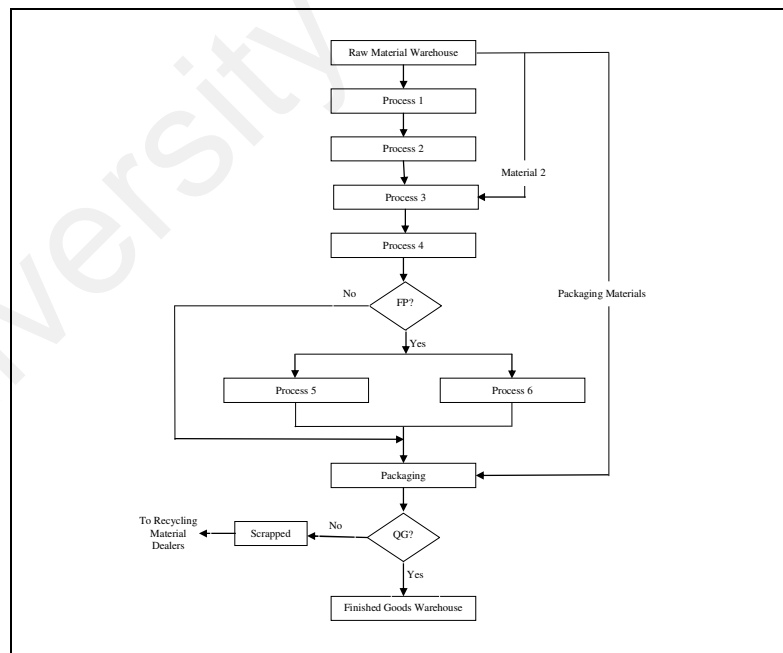 Raw Material Warehouse
Process 1
Process 2
Material 2
Process 3
Process 4
No
FP?
Packaging Materials
Yes
Process 5
Process 6
Packaging
To Recycling
Material
Dealers
Scrapped
No
QG?
Yes
Finished Goods Warehouse
versity